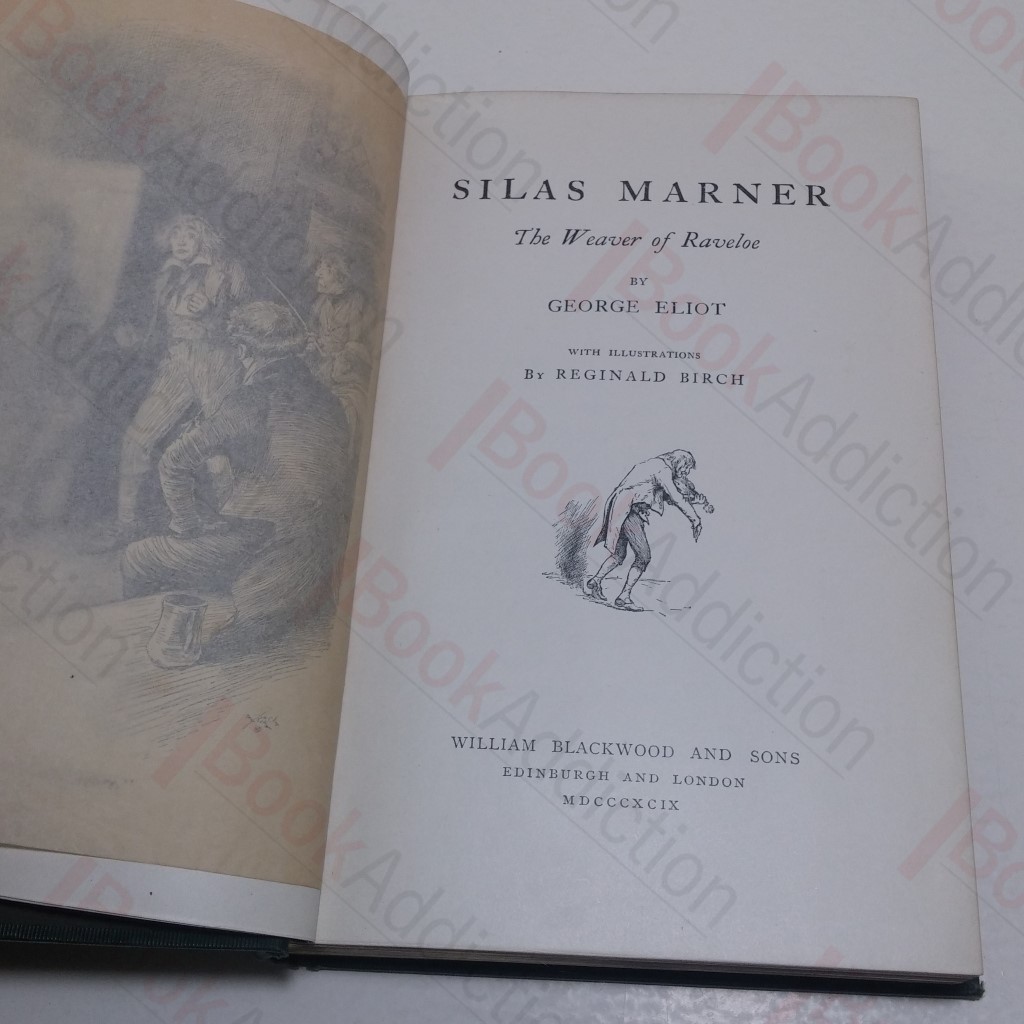 SILAS MARNER
The Weaver of Raveloe
BY
GEORGE ELIOT
WITH ILLUSTRATIONS
By REGINALD BIRCH
WILLIAM BLACKWOOD AND SONS
EDINBURGH AND LONDON
MDCCCXCIX
BookAddiction